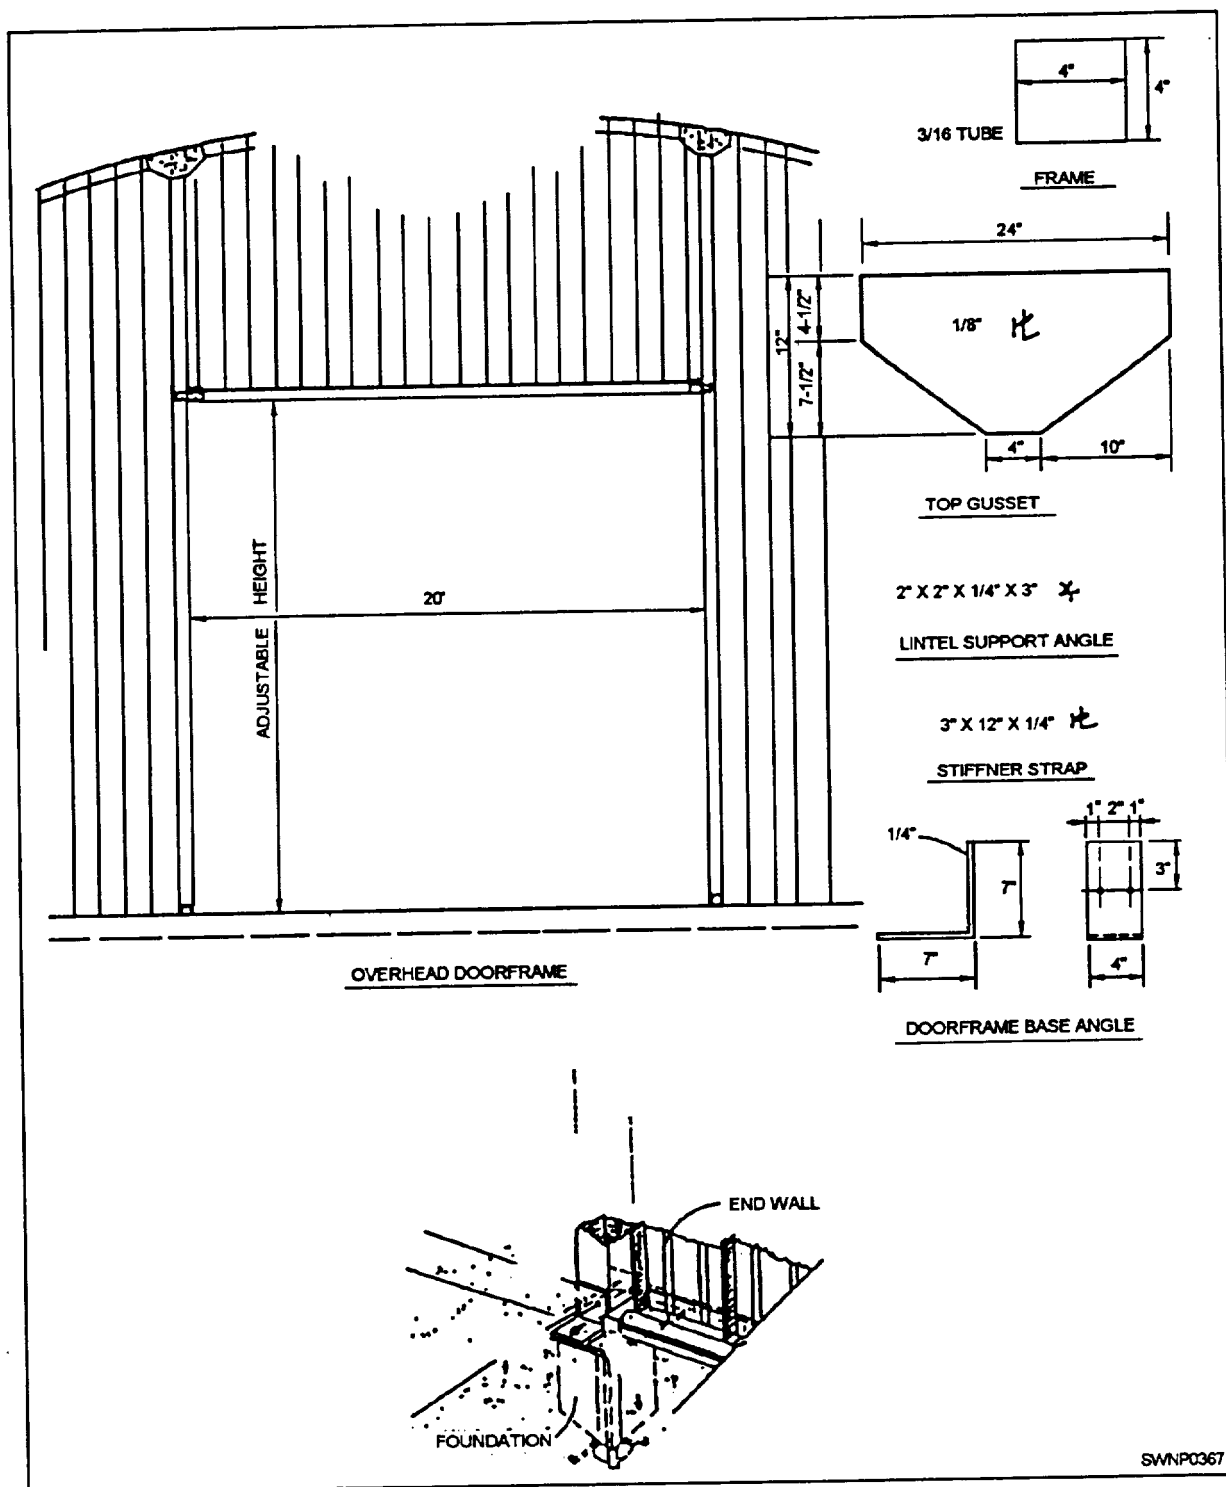 4"
4"
3/16 TUBE
FRAME
24"
12"
4-1/2"
7-1/2"
1/8" PL
4"
10"
TOP GUSSET
ADJUSTABLE HEIGHT
20'
2" X 2" X 1/4" X 3"
LINTEL SUPPORT ANGLE
3" X 12" X 1/4" PL
STIFFNER STRAP
1" 2" 1"
1/4"
7"
3"
7"
4"
OVERHEAD DOORFRAME
DOORFRAME BASE ANGLE
END WALL
FOUNDATION
SWNP0367